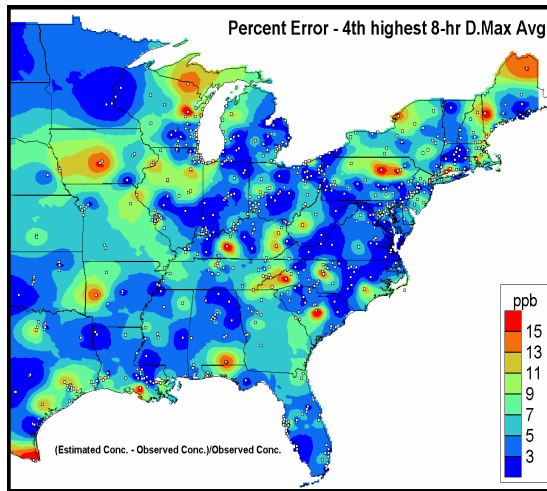 Percent Error - 4th highest 8-hr D.Max Avg
ppb
15
13
11
9
7
5
3
(Estimated Conc. - Observed Conc.)/Observed Conc.